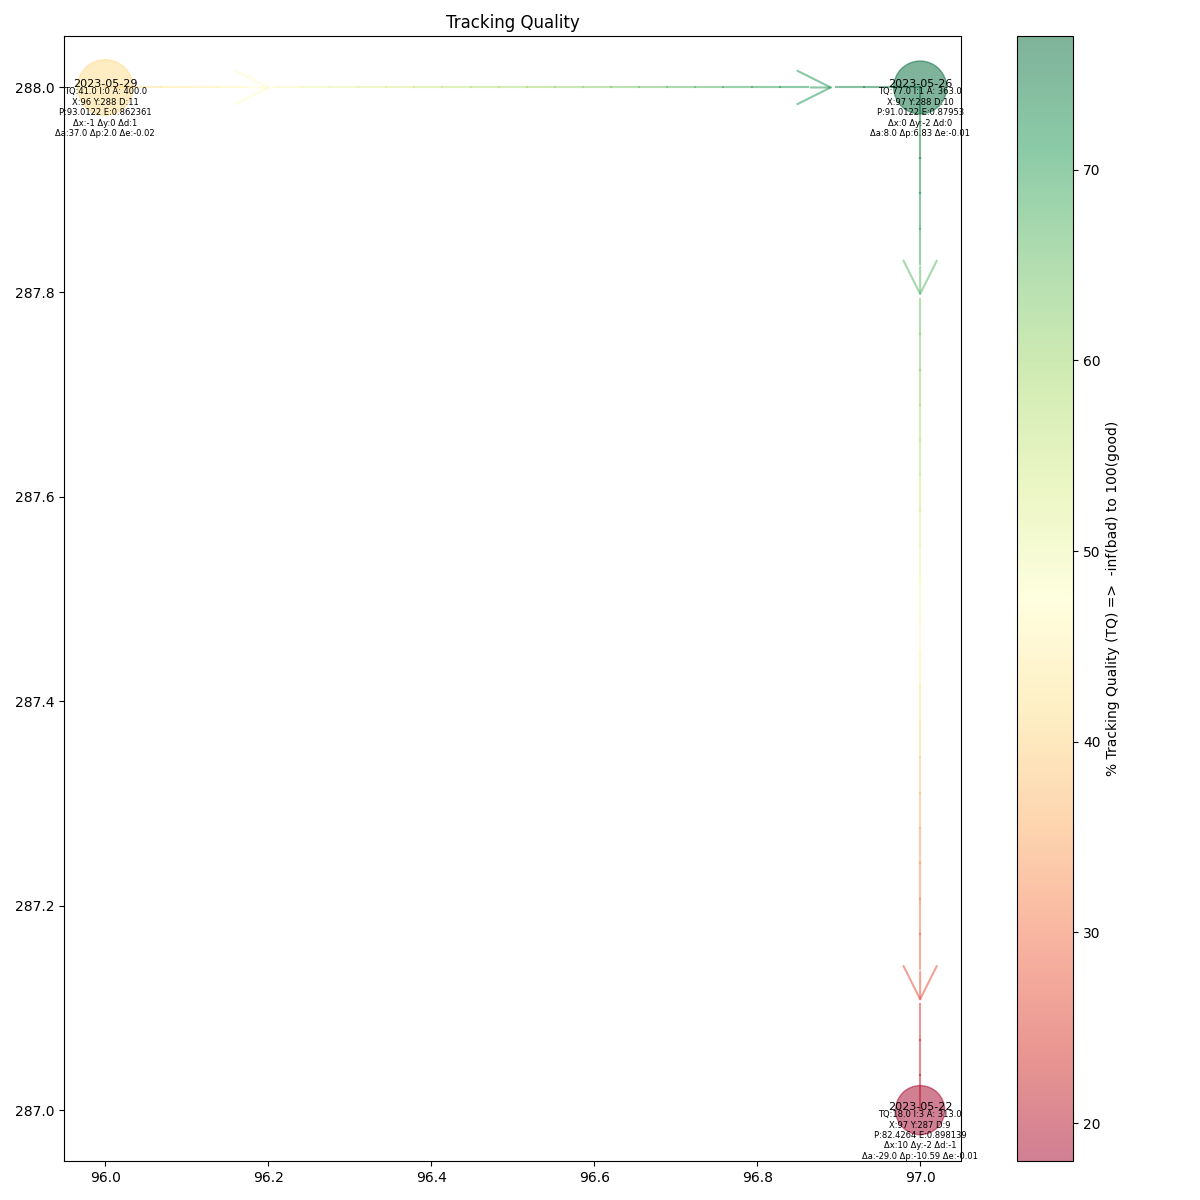 Tracking Quality
288.0
287.8
287.6
287.4
287.2
287.0
96.0
96.2
96.4
96.6
96.8
97.0
2023-05-29
TQ:41.0 I:0 A: 400.0
X:96 Y:288 D:11
P:93.0122 E:0.862361
Δx:-1 Δy:0 Δd:1
Δa:37.0 Δp:2.0 Δe:-0.02
2023-05-26
TQ:77.0 I:1 A: 363.0
X:97 Y:288 D:10
P:91.0122 E:0.87953
Δx:0 Δy:-2 Δd:0
Δa:8.0 Δp:6.83 Δe:-0.01
2023-05-22
TQ:18.0 I:3 A: 313.0
X:97 Y:287 D:9
P:82.4264 E:0.898139
Δx:10 Δy:-2 Δd:-1
Δa:-29.0 Δp:-10.59 Δe:-0.01
70
60
50
40
30
20
% Tracking Quality (TQ) => -inf(bad) to 100(good)